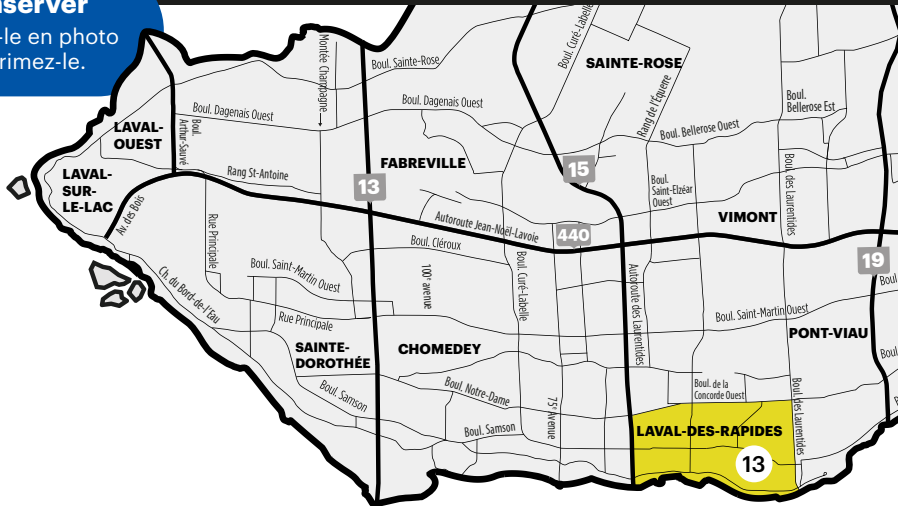 nserver
-le en photo
rimez-le.
Boul. Curé-Labelle
SAINTE-ROSE
Montée Champagne
Boul. Sainte-Rose
Rang de l'Équerre
Boul.
Bellerose Est
Boul. Dagenais Ouest
Boul. Dagenais Ouest
Boul. Bellerose Ouest
LAVAL-
OUEST
Boul.
Arthur-Sauvé
FABREVILLE
15
Boul. des Laurentides
LAVAL-
SUR-
LE-LAC
Rang St-Antoine
13
Boul.
Saint-Elzéar
Ouest
Av. des Bois
Rue Principale
Autoroute Jean-Noël-Lavoie
440
VIMONT
Boul. Cléroux
19
Boul. Saint-Martin Ouest
100e avenue
Boul. Curé-Labelle
Autoroute des Laurentides
Boul
Ch. du Bord-de-l'Eau
Rue Principale
Boul. Saint-Martin Ouest
PONT-VIAU
SAINTE-
DOROTHÉE
CHOMEDEY
Boul
Boul. Samson
Boul. Notre-Dame
75e Avenue
Boul. de la
Concorde Ouest
Boul. des Laurentides
Boul. Samson
LAVAL-DES-RAPIDES
13